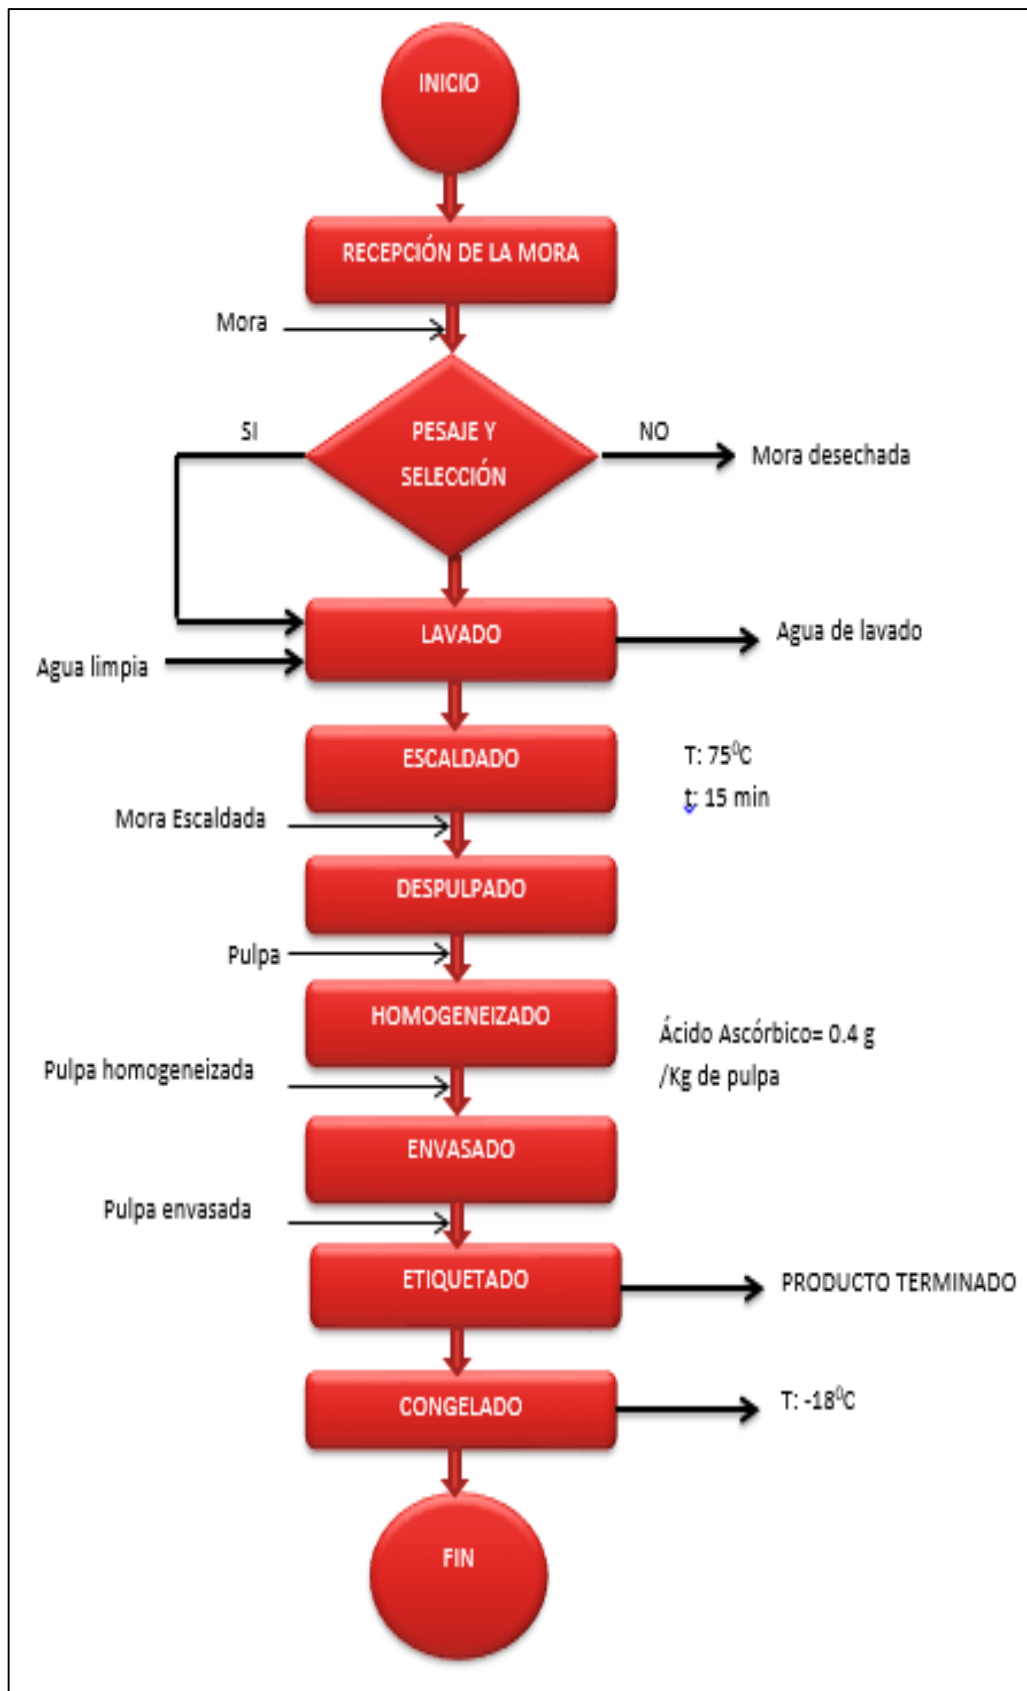 INICIO
RECEPCIÓN DE LA MORA
Mora
SI
PESAJE Y
SELECCIÓN
NO
Mora desechada
LAVADO
Agua de lavado
Agua limpia
ESCALDADO
T: 75⁰C
t: 15 min
Mora Escaldada
DESPULPADO
Pulpa
HOMOGENEIZADO
Ácido Ascórbico= 0.4 g
/Kg de pulpa
Pulpa homogeneizada
ENVASADO
Pulpa envasada
ETIQUETADO
PRODUCTO TERMINADO
CONGELADO
T: -18⁰C
FIN